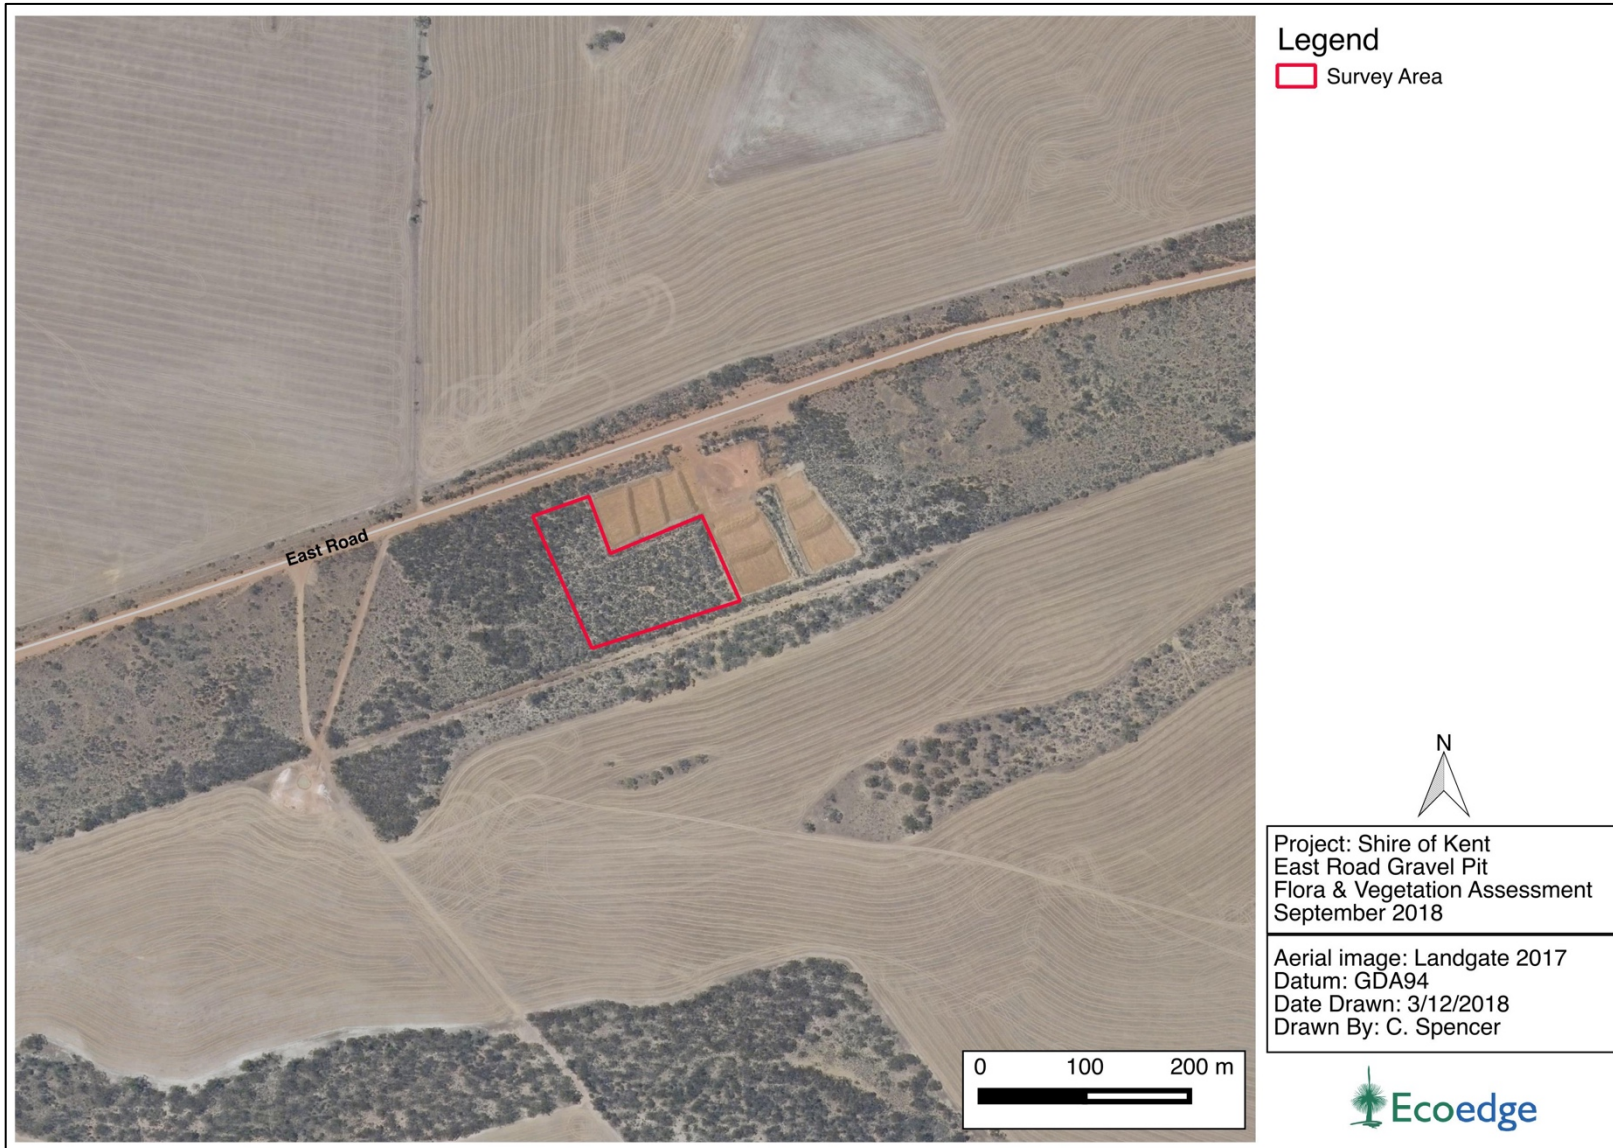 Legend
Survey Area
East Road
N
Project: Shire of Kent
East Road Gravel Pit
Flora & Vegetation Assessment
September 2018
Aerial image: Landgate 2017
Datum: GDA94
Date Drawn: 3/12/2018
Drawn By: C. Spencer
0 100 200 m
Ecoedge